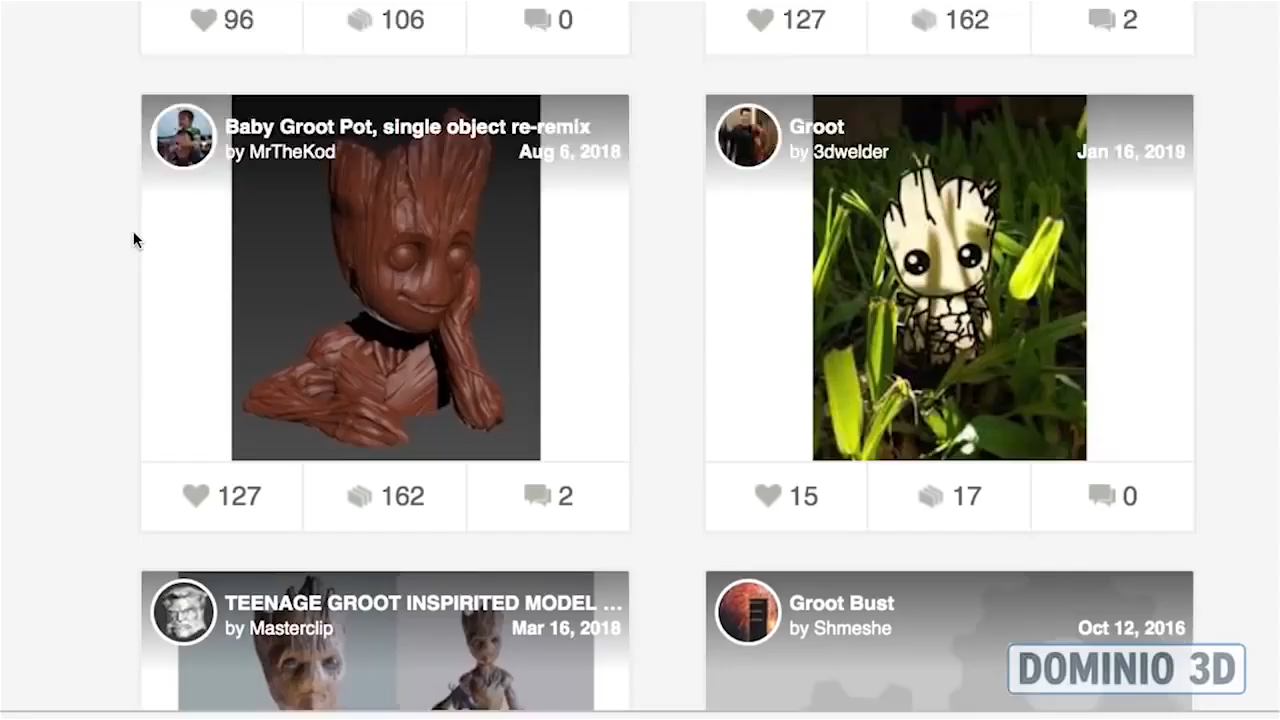 96 106 0
127 162 2
Baby Groot Pot, single object re-remix
by MrTheKod Aug 6, 2018
Groot
by 3dwelder Jan 16, 2019
127 162 2
15 17 0
TEENAGE GROOT INSPIRITED MODEL ...
by Masterclip Mar 16, 2018
Groot Bust
by Shmeshe Oct 12, 2016
DOMINIO 3D